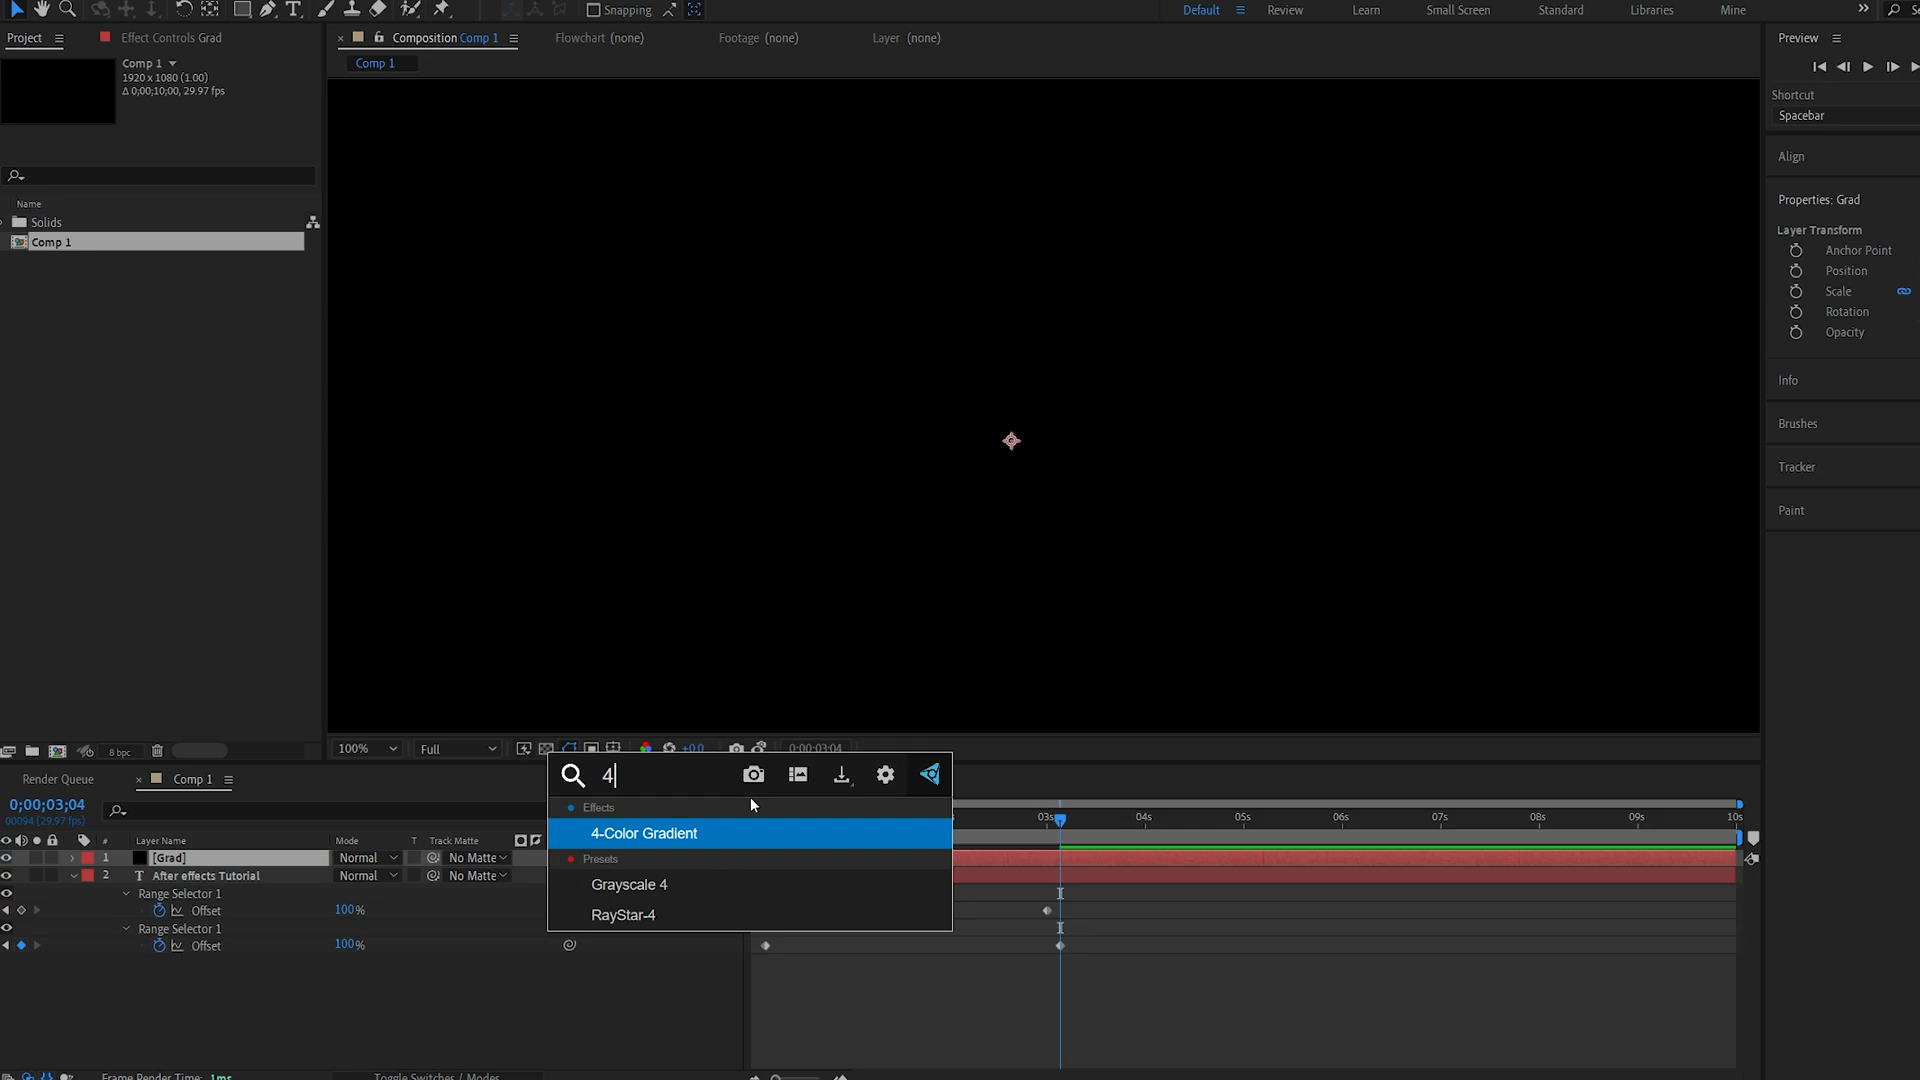 Snapping
Default
Review
Learn
Small Screen
Standard
Libraries
Mine
Project
Effect Controls Grad
Composition Comp 1
Flowchart (none)
Footage (none)
Layer (none)
Preview
Comp 1
1920 x 1080 (1.00)
Δ 0;00;10;00, 29.97 fps
Comp 1
Shortcut
Spacebar
Align
Name
Solids
Comp 1
Properties: Grad
Layer Transform
Anchor Point
Position
Scale
Rotation
Opacity
Info
Brushes
Tracker
Paint
8 bpc
100%
Full
+0.0
0:00:03:04
Render Queue
Comp 1
4
0;00;03;04
00094 (29.97 fps)
Effects
4-Color Gradient
Presets
Grayscale 4
RayStar-4
03s
04s
05s
06s
07s
08s
09s
10s
# Layer Name Mode T Track Matte
1 [Grad] Normal No Matte
2 T After effects Tutorial Normal No Matte
Range Selector 1
Offset 100%
Range Selector 1
Offset 100%
Frame Render Time: 1ms
Toggle Switches / Modes